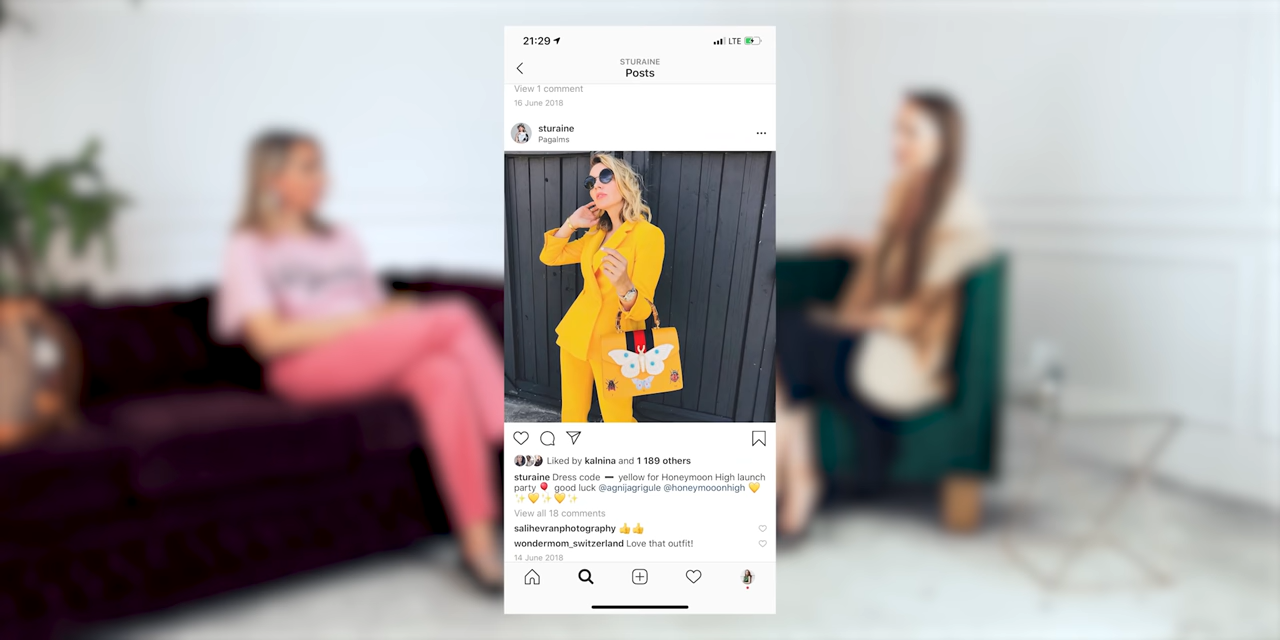 21:29
LTE
STURAINE
Posts
View 1 comment
16 June 2018
sturaine
Pagalms
Liked by kalnina and 1 189 others
sturaine Dress code ➖ yellow for Honeymoon High launch
party🎈 good luck @agnijagrigule @honeymooonhigh 💛
✨💛✨💛✨
View all 18 comments
salihevranphotography 👍👍
wondermom_switzerland Love that outfit!
14 June 2018